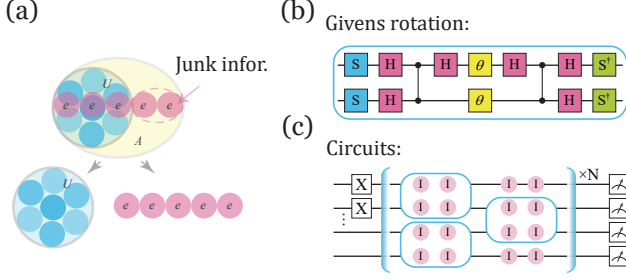 (a)
U
e e e e e
A
Junk infor.
U
e e e e e
(b)
Givens rotation:
S H H θ H H S†
S H θ H S†
(c)
Circuits:
×N
X I I I I
X I I I I
⋮
I I I I
I I I I